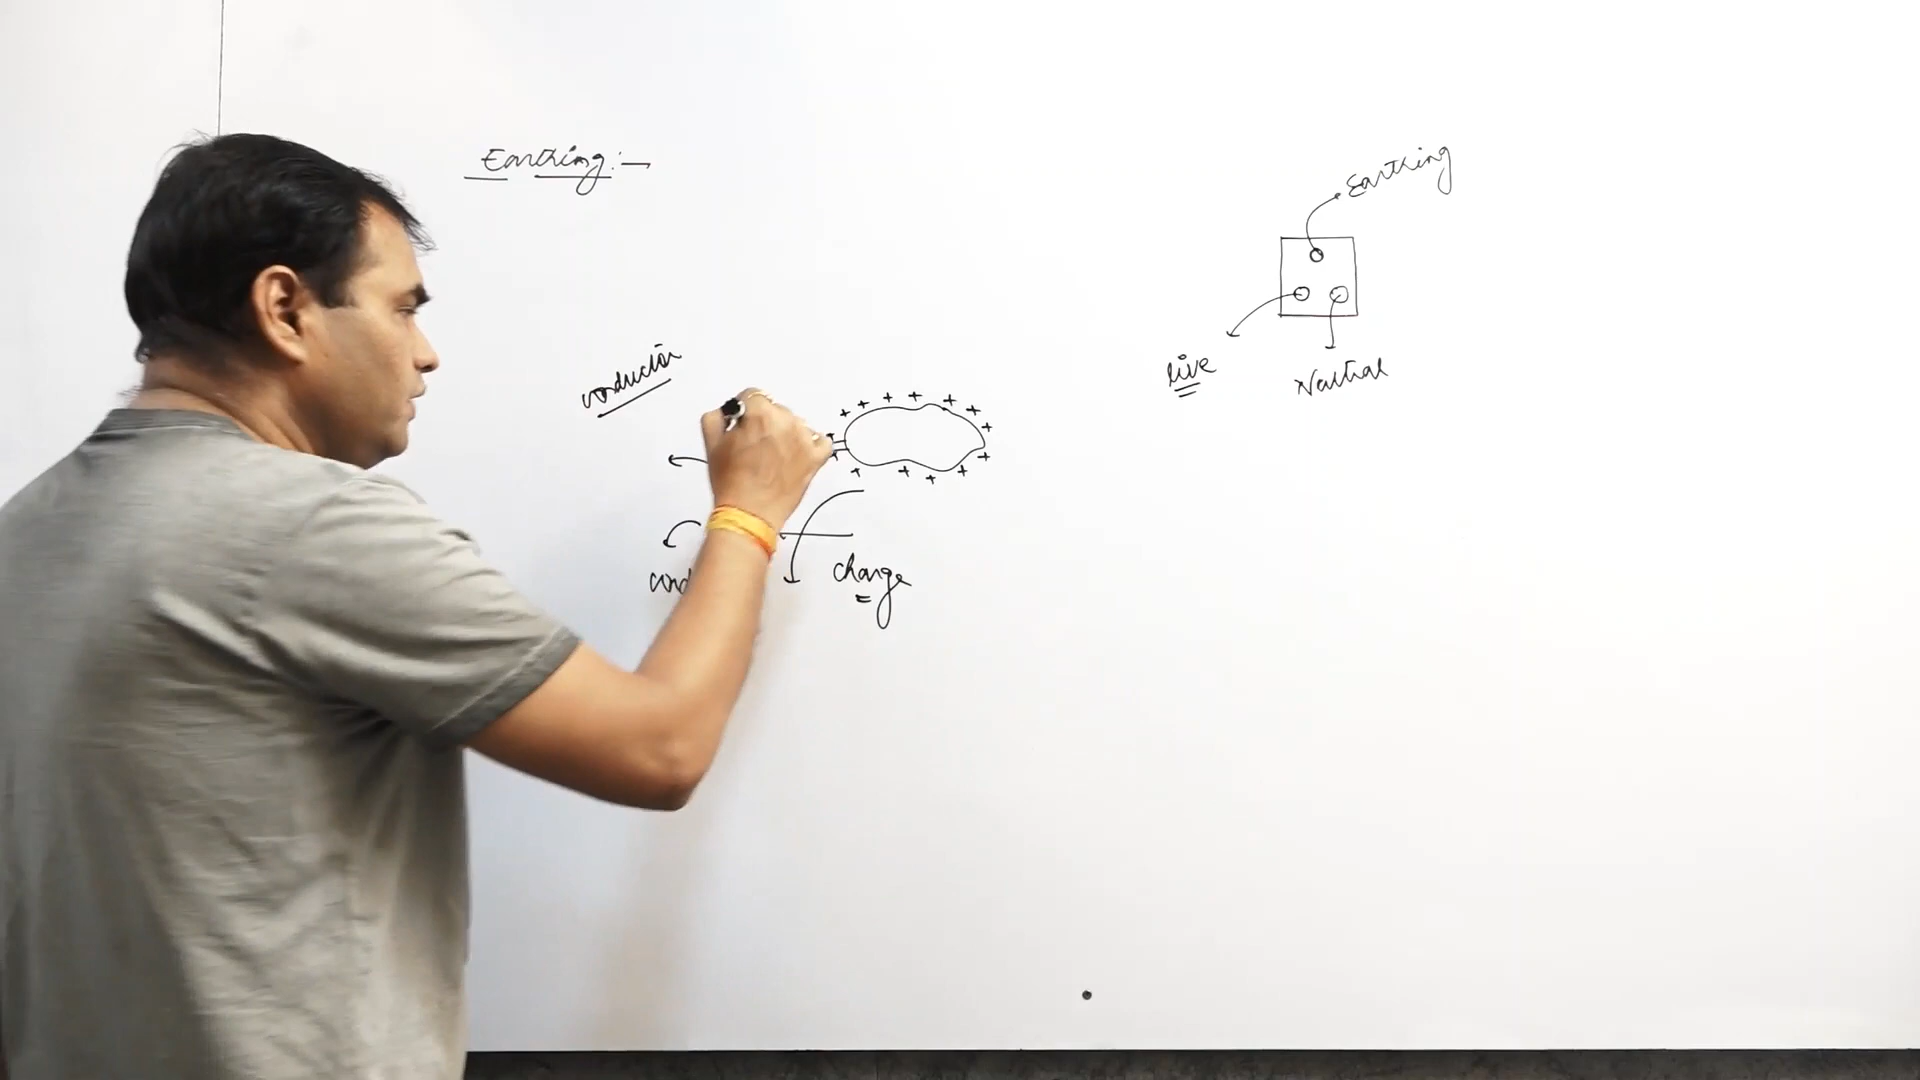 Earthing:-
Earthing
conductor
live
Neutral
+ + + + + + +
+ + + + + +
charge